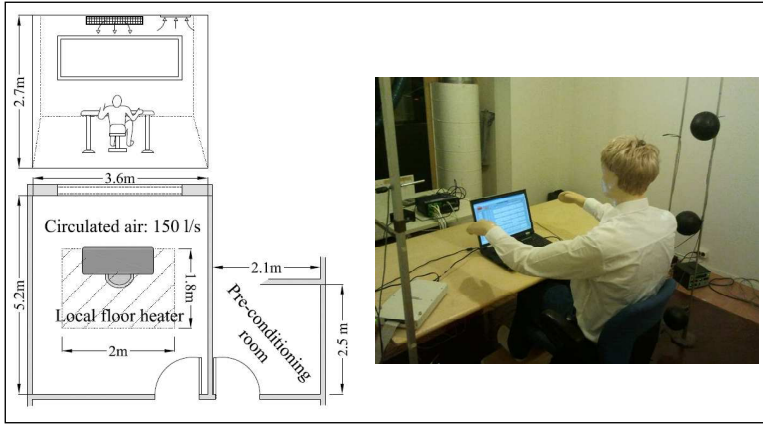 2.7m
3.6m
Circulated air: 150 l/s
5.2m
1.8m
Local floor heater
2m
2.1m
Pre-conditioning
room
2.5 m